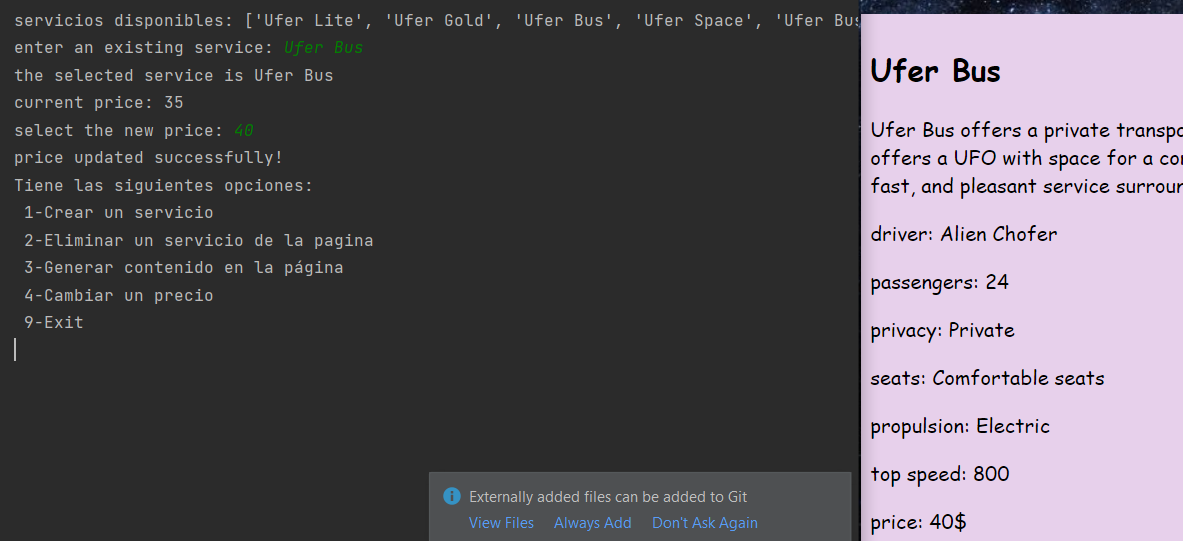 servicios disponibles: ['Ufer Lite', 'Ufer Gold', 'Ufer Bus', 'Ufer Space', 'Ufer Bus
enter an existing service: Ufer Bus
the selected service is Ufer Bus
current price: 35
select the new price: 40
price updated successfully!
Tiene las siguientes opciones:
1-Crear un servicio
2-Eliminar un servicio de la pagina
3-Generar contenido en la página
4-Cambiar un precio
9-Exit
Externally added files can be added to Git
View Files Always Add Don't Ask Again
Ufer Bus
Ufer Bus offers a private transpo
offers a UFO with space for a
fast, and pleasant service surroun
driver: Alien Chofer
passengers: 24
privacy: Private
seats: Comfortable seats
propulsion: Electric
top speed: 800
price: 40$